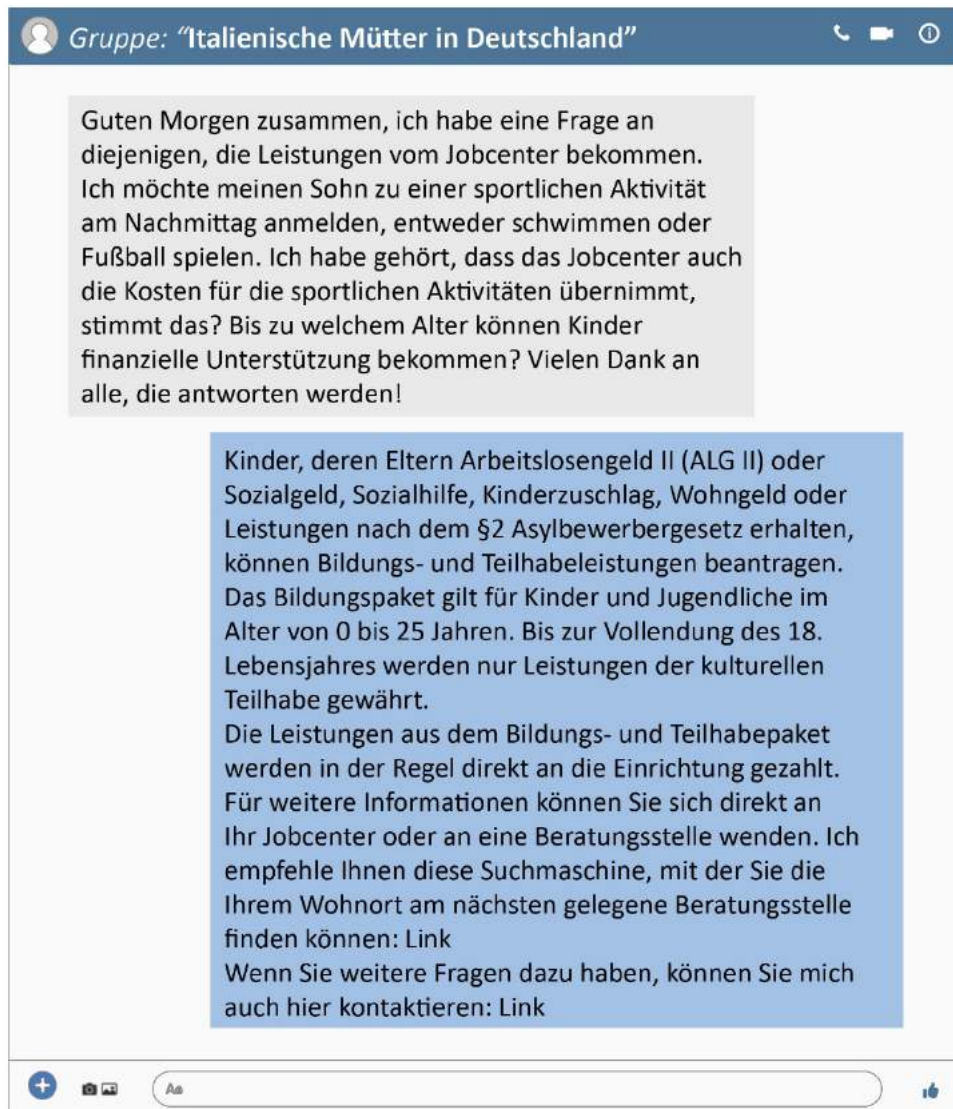 Gruppe: “Italienische Mütter in Deutschland”
Guten Morgen zusammen, ich habe eine Frage an
diejenigen, die Leistungen vom Jobcenter bekommen.
Ich möchte meinen Sohn zu einer sportlichen Aktivität
am Nachmittag anmelden, entweder schwimmen oder
Fußball spielen. Ich habe gehört, dass das Jobcenter auch
die Kosten für die sportlichen Aktivitäten übernimmt,
stimmt das? Bis zu welchem Alter können Kinder
finanzielle Unterstützung bekommen? Vielen Dank an
alle, die antworten werden!
Kinder, deren Eltern Arbeitslosengeld II (ALG II) oder
Sozialgeld, Sozialhilfe, Kinderzuschlag, Wohngeld oder
Leistungen nach dem §2 Asylbewerbergesetz erhalten,
können Bildungs- und Teilhabeleistungen beantragen.
Das Bildungspaket gilt für Kinder und Jugendliche im
Alter von 0 bis 25 Jahren. Bis zur Vollendung des 18.
Lebensjahres werden nur Leistungen der kulturellen
Teilhabe gewährt.
Die Leistungen aus dem Bildungs- und Teilhabepaket
werden in der Regel direkt an die Einrichtung gezahlt.
Für weitere Informationen können Sie sich direkt an
Ihr Jobcenter oder an eine Beratungsstelle wenden. Ich
empfehle Ihnen diese Suchmaschine, mit der Sie die
Ihrem Wohnort am nächsten gelegene Beratungsstelle
finden können: Link
Wenn Sie weitere Fragen dazu haben, können Sie mich
auch hier kontaktieren: Link
Aa